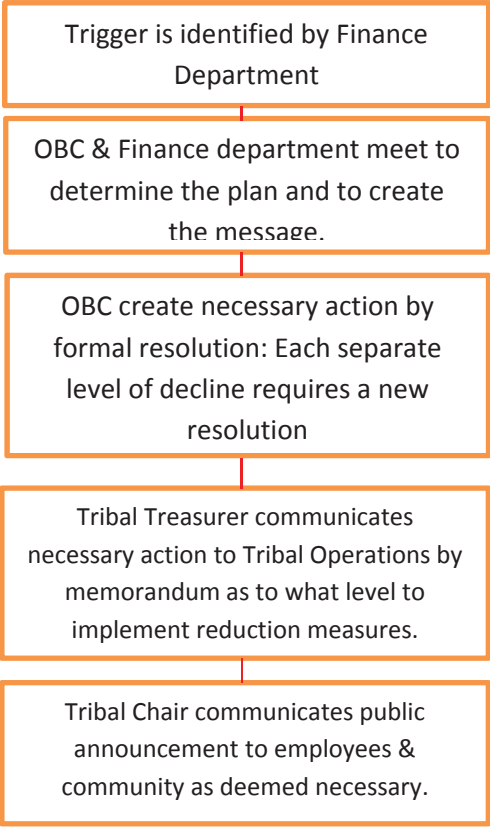 Trigger is identified by Finance
Department
OBC & Finance department meet to
determine the plan and to create
the message.
OBC create necessary action by
formal resolution: Each separate
level of decline requires a new
resolution
Tribal Treasurer communicates
necessary action to Tribal Operations by
memorandum as to what level to
implement reduction measures.
Tribal Chair communicates public
announcement to employees &
community as deemed necessary.